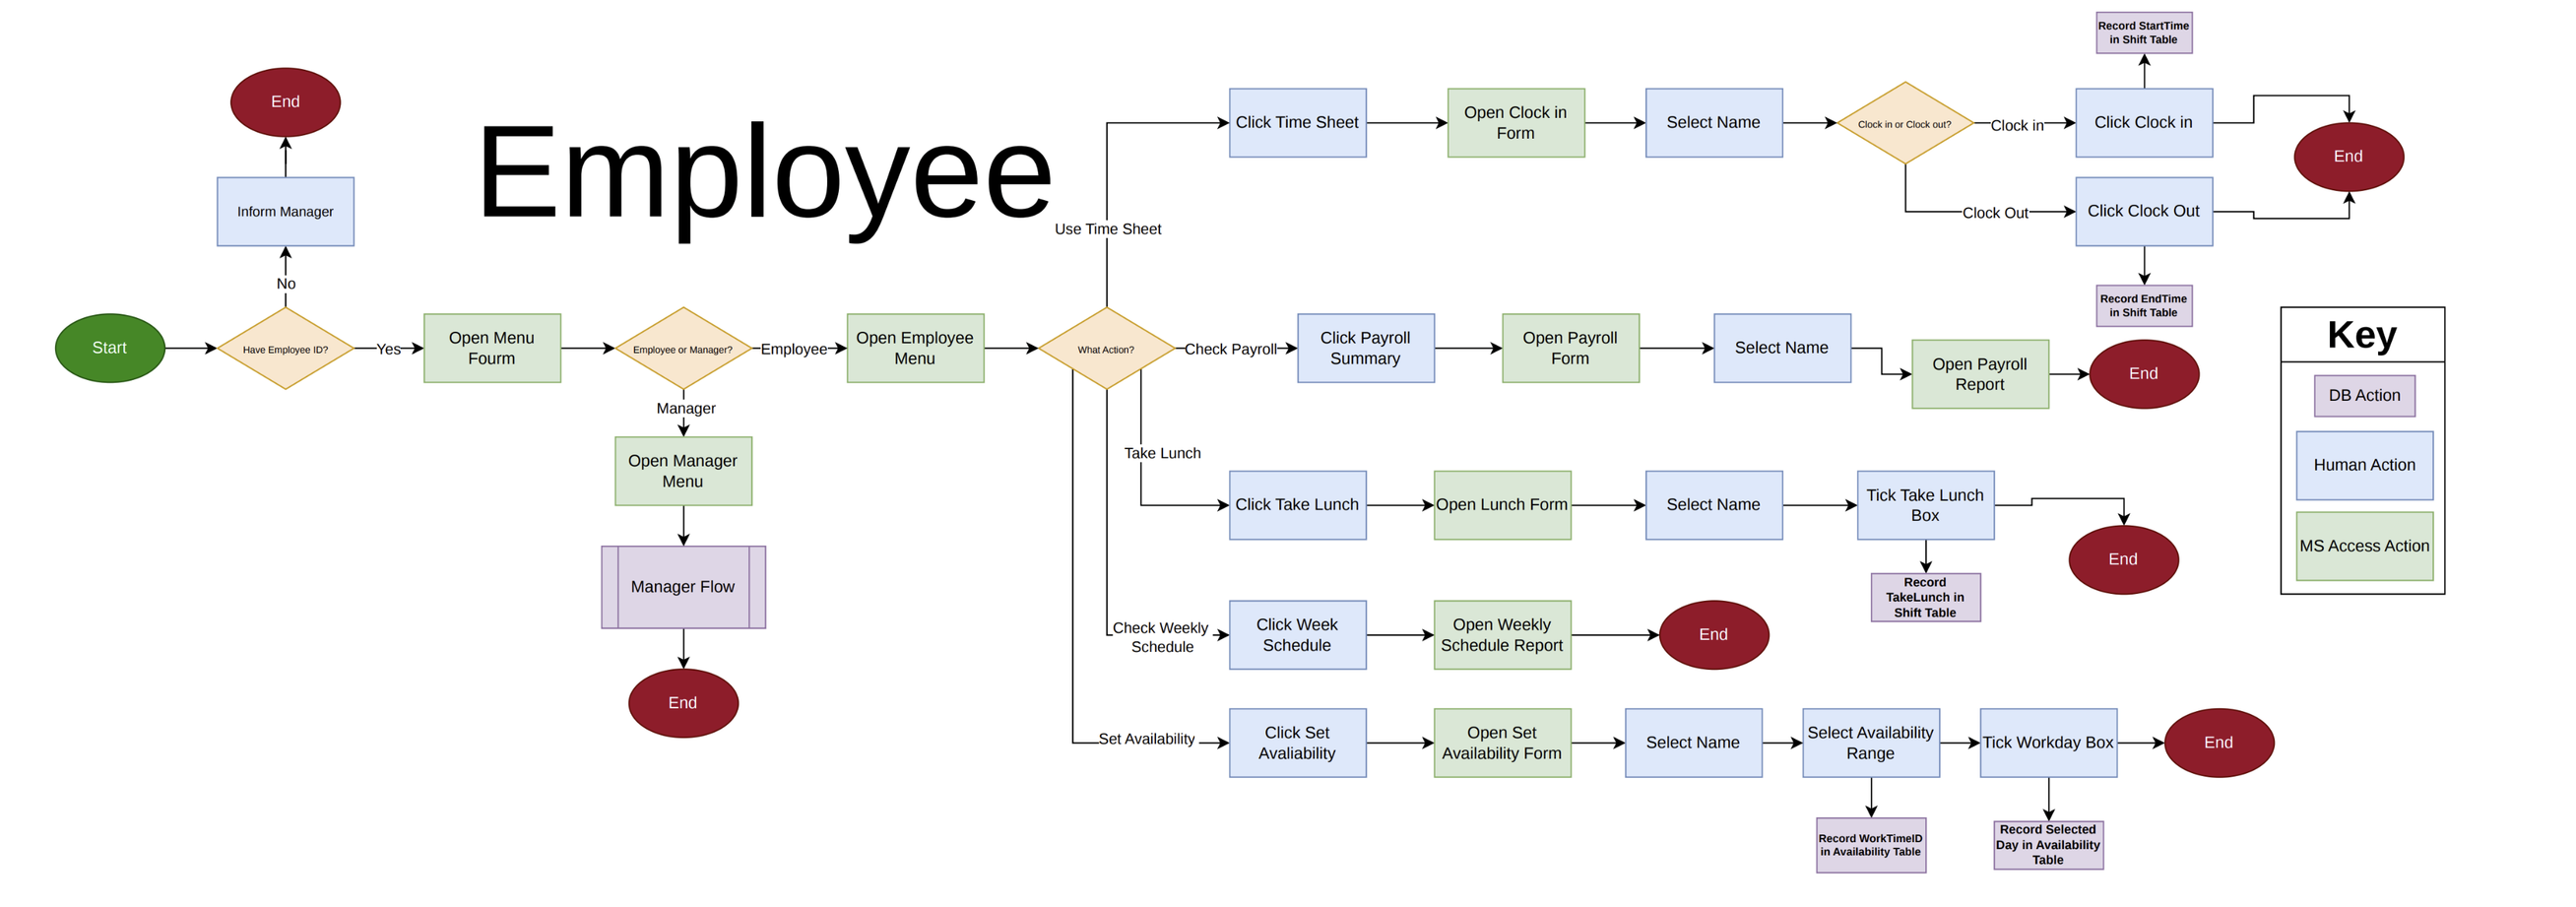 Employee
Start
Have Employee ID?
No
Inform Manager
End
Yes
Open Menu
Fourm
Employee or Manager?
Manager
Open Manager
Menu
Manager Flow
End
Employee
Open Employee
Menu
What Action?
Use Time Sheet
Click Time Sheet
Open Clock in
Form
Select Name
Clock in or Clock out?
Clock in
Click Clock in
Record StartTime
in Shift Table
Clock Out
Click Clock Out
Record EndTime
in Shift Table
End
Check Payroll
Click Payroll
Summary
Open Payroll
Form
Select Name
Open Payroll
Report
End
Take Lunch
Click Take Lunch
Open Lunch Form
Select Name
Tick Take Lunch
Box
Record
TakeLunch in
Shift Table
End
Check Weekly
Schedule
Click Week
Schedule
Open Weekly
Schedule Report
End
Set Availability
Click Set
Avaliability
Open Set
Availability Form
Select Name
Select Availability
Range
Record WorkTimeID
in Availability Table
Tick Workday Box
Record Selected
Day in Availability
Table
End
Key
DB Action
Human Action
MS Access Action